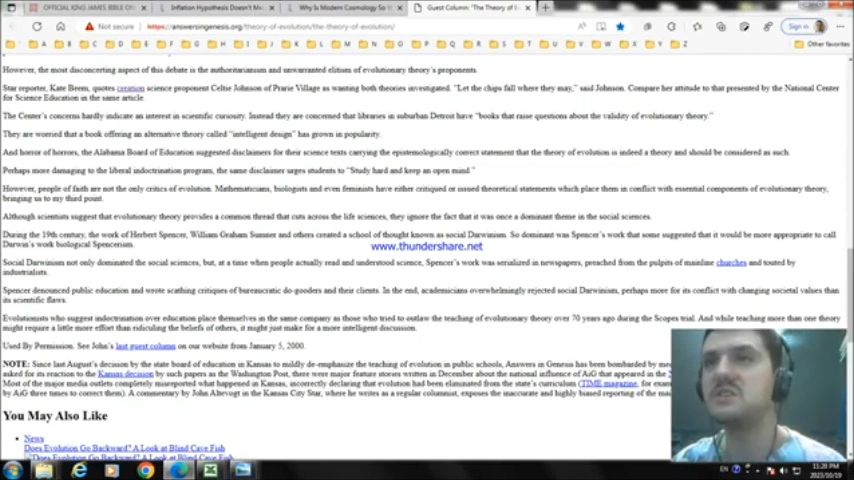 OFFICIAL KING JAMES BIBLE O
Inflation Hypothesis Doesn't Me
Why Is Modern Cosmology So
Guest Column: "The Theory of
Not secure
https://answersingenesis.org/theory-of-evolution/the-theory-of-evolution/
Sign in
A B C D E F G H I J K L M N O P Q R S T U V W X Y Z Other favorites
However, the most disconcerting aspect of this debate is the authoritarianism and unwarranted elitism of evolutionary theory's proponents.
Star reporter, Kate Beem, quotes creation science proponent Celtie Johnson of Prarie Village as wanting both theories investigated. "Let the chips fall where they may," said Johnson. Compare her attitude to that presented by the National Center
for Science Education in the same article.
The Center's concerns hardly indicate an interest in scientific curiosity. Instead they are concerned that libraries in suburban Detroit have "books that raise questions about the validity of evolutionary theory."
They are worried that a book offering an alternative theory called "intelligent design" has grown in popularity.
And horror of horrors, the Alabama Board of Education suggested disclaimers for their science texts carrying the epistemologically correct statement that the theory of evolution is indeed a theory and should be considered as such.
Perhaps more damaging to the liberal indoctrination program, the same disclaimer urges students to "Study hard and keep an open mind."
However, people of faith are not the only critics of evolution. Mathematicians, biologists and even feminists have either critiqued or issued theoretical statements which place them in conflict with essential components of evolutionary theory,
bringing us to my third point.
Although scientists suggest that evolutionary theory provides a common thread that cuts across the life sciences, they ignore the fact that it was once a dominant theme in the social sciences.
During the 19th century, the work of Herbert Spencer, William Graham Sumner and others created a school of thought known as social Darwinism. So dominant was Spencer's work that some suggested that it would be more appropriate to call
Darwin's work biological Spencerism.
www.thundershare.net
Social Darwinism not only dominated the social sciences, but, at a time when people actually read and understood science, Spencer's work was serialized in newspapers, preached from the pulpits of mainline churches and touted by
industrialists.
Spencer denounced public education and wrote scathing critiques of bureaucratic do-gooders and their clients. In the end, academicians overwhelmingly rejected social Darwinism, perhaps more for its conflict with changing societal values than
its scientific flaws.
Evolutionists who suggest indoctrination over education place themselves in the same company as those who tried to outlaw the teaching of evolutionary theory over 70 years ago during the Scopes trial. And while teaching more than one theory
might require a little more effort than ridiculing the beliefs of others, it might just make for a more intelligent discussion.
Used By Permission. See John's last guest column on our website from January 5, 2000.
NOTE: Since last August's decision by the state board of education in Kansas to mildly de-emphasize the teaching of evolution in public schools, Answers in Genesis has been bombarded by me
asked for its reaction to the Kansas decision by such papers as the Washington Post, there were major feature stories written in December about the national influence of AiG that appeared in the
Most of the major media outlets completely misreported what happened in Kansas, incorrectly declaring that evolution had been eliminated from the state's curriculum (TIME magazine, for exam
by AiG three times to correct them). A commentary by John Altevogt in the Kansas City Star, where he writes as a regular columnist, exposes the inaccurate and highly biased reporting of the ma
You May Also Like
News
Does Evolution Go Backward? A Look at Blind Cave Fish
Does Evolution Go Backward? A Look at Blind Cave Fish
EN
11:28 PM
2023/10/19